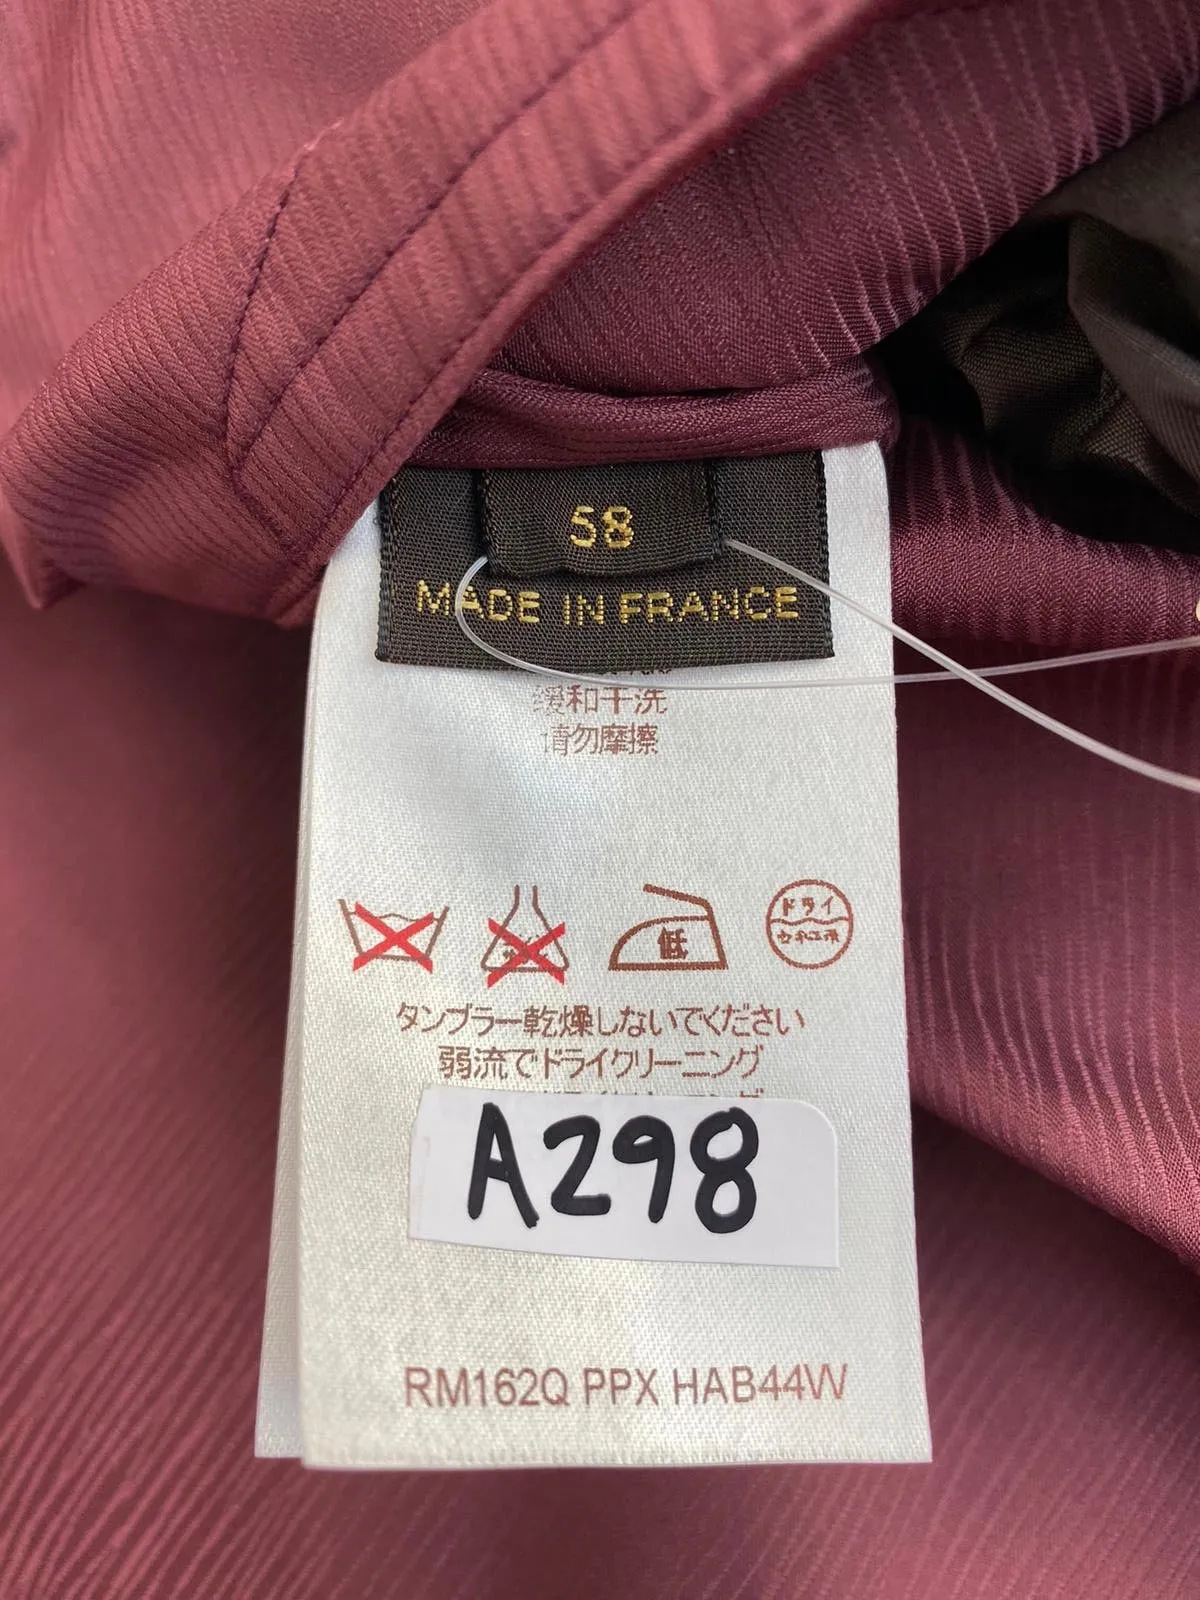 58
MADE IN FRANCE
缓和干洗
请勿摩擦
低
ドライ
タンブラー乾燥しないでください
弱流でドライクリーニング
A298
RM162Q PPX HAB44W